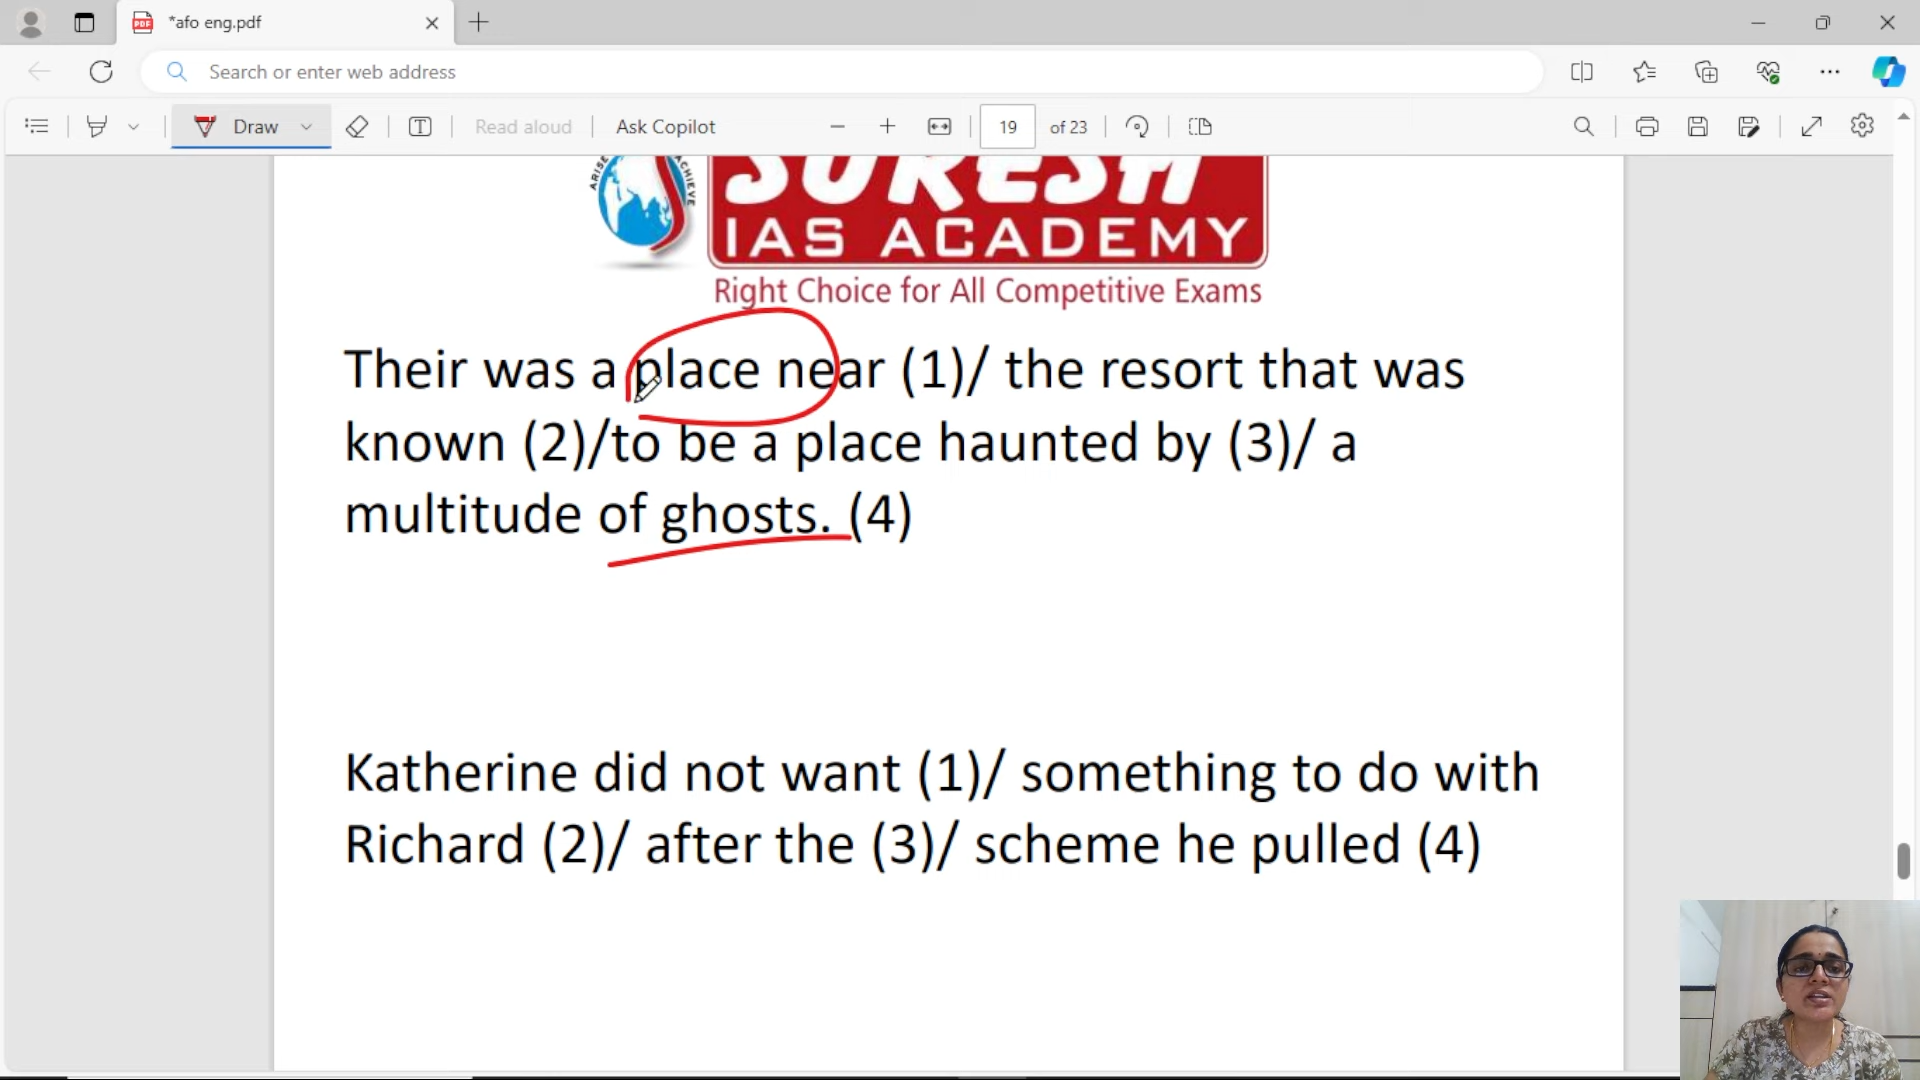 *afo eng.pdf
Search or enter web address
Draw
Read aloud
Ask Copilot
19 of 23
ARISE ACHIEVE
SURESH
IAS ACADEMY
Right Choice for All Competitive Exams
Their was a place near (1)/ the resort that was
known (2)/to be a place haunted by (3)/ a
multitude of ghosts. (4)
Katherine did not want (1)/ something to do with
Richard (2)/ after the (3)/ scheme he pulled (4)